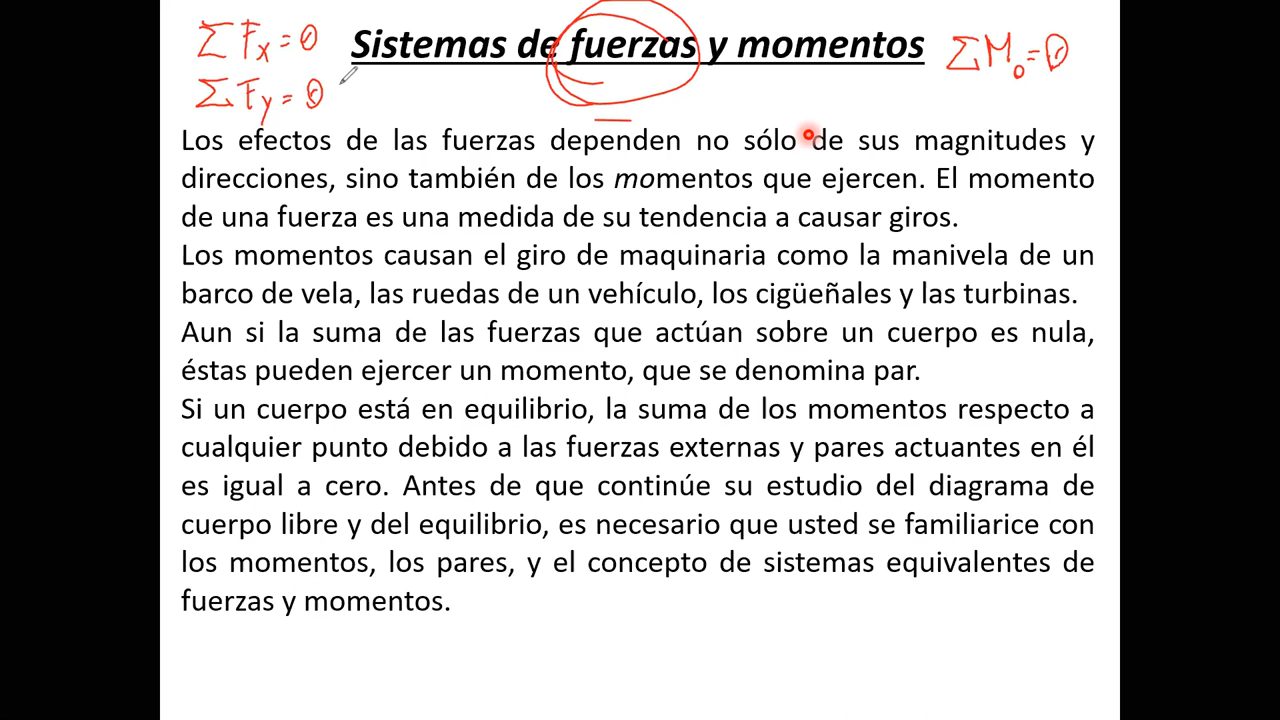 ΣFx=0
Sistemas de fuerzas y momentos
ΣMo=0
ΣFy=0
Los efectos de las fuerzas dependen no sólo de sus magnitudes y
direcciones, sino también de los momentos que ejercen. El momento
de una fuerza es una medida de su tendencia a causar giros.
Los momentos causan el giro de maquinaria como la manivela de un
barco de vela, las ruedas de un vehículo, los cigüeñales y las turbinas.
Aun si la suma de las fuerzas que actúan sobre un cuerpo es nula,
éstas pueden ejercer un momento, que se denomina par.
Si un cuerpo está en equilibrio, la suma de los momentos respecto a
cualquier punto debido a las fuerzas externas y pares actuantes en él
es igual a cero. Antes de que continúe su estudio del diagrama de
cuerpo libre y del equilibrio, es necesario que usted se familiarice con
los momentos, los pares, y el concepto de sistemas equivalentes de
fuerzas y momentos.